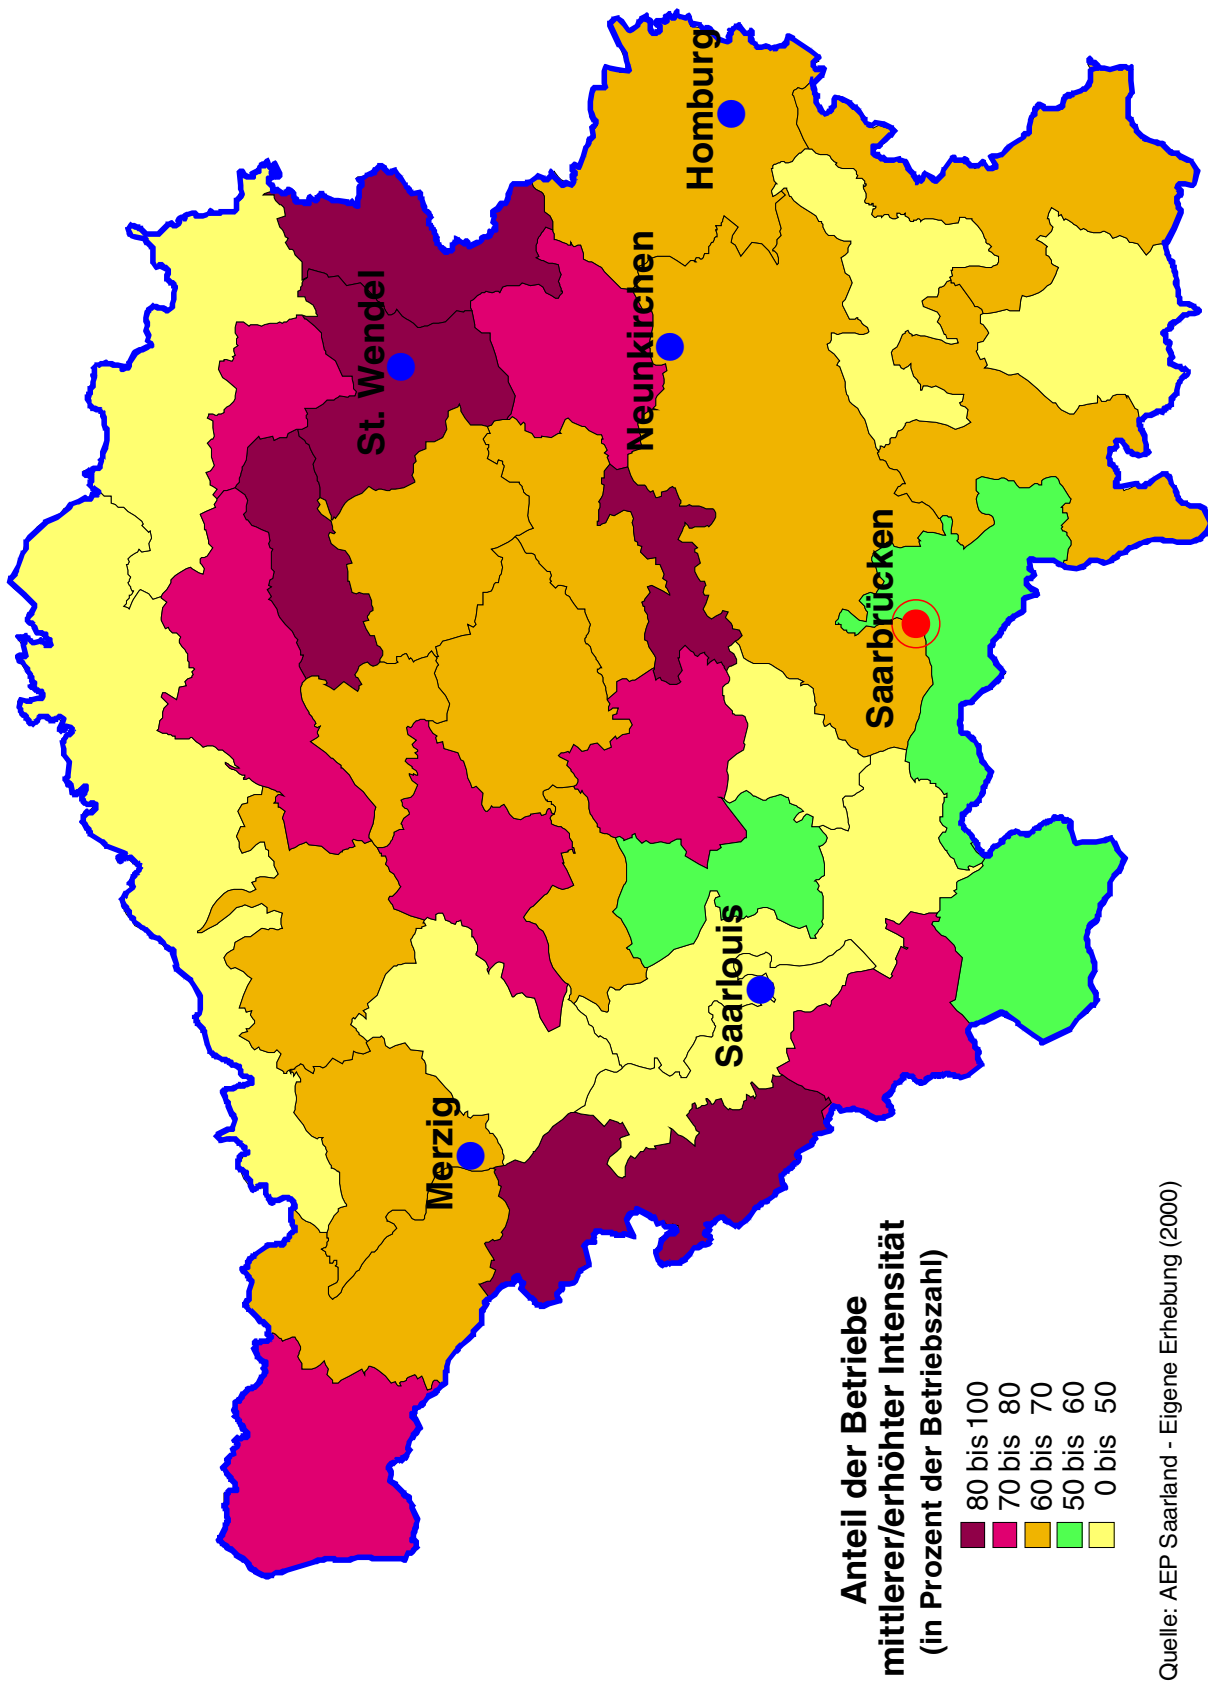 St. Wendel
Homburg
Neunkirchen
Merzig
Saarlouis
Saarbrücken
Anteil der Betriebe
mittlerer/erhöhter Intensität
(in Prozent der Betriebszahl)
80 bis 100
70 bis 80
60 bis 70
50 bis 60
0 bis 50
Quelle: AEP Saarland - Eigene Erhebung (2000)